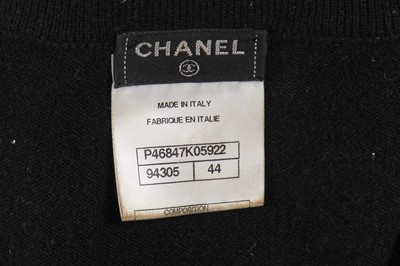 CHANEL
MADE IN ITALY
FABRIQUE EN ITALIE
P46847K05922
94305 44
COMPOSITION